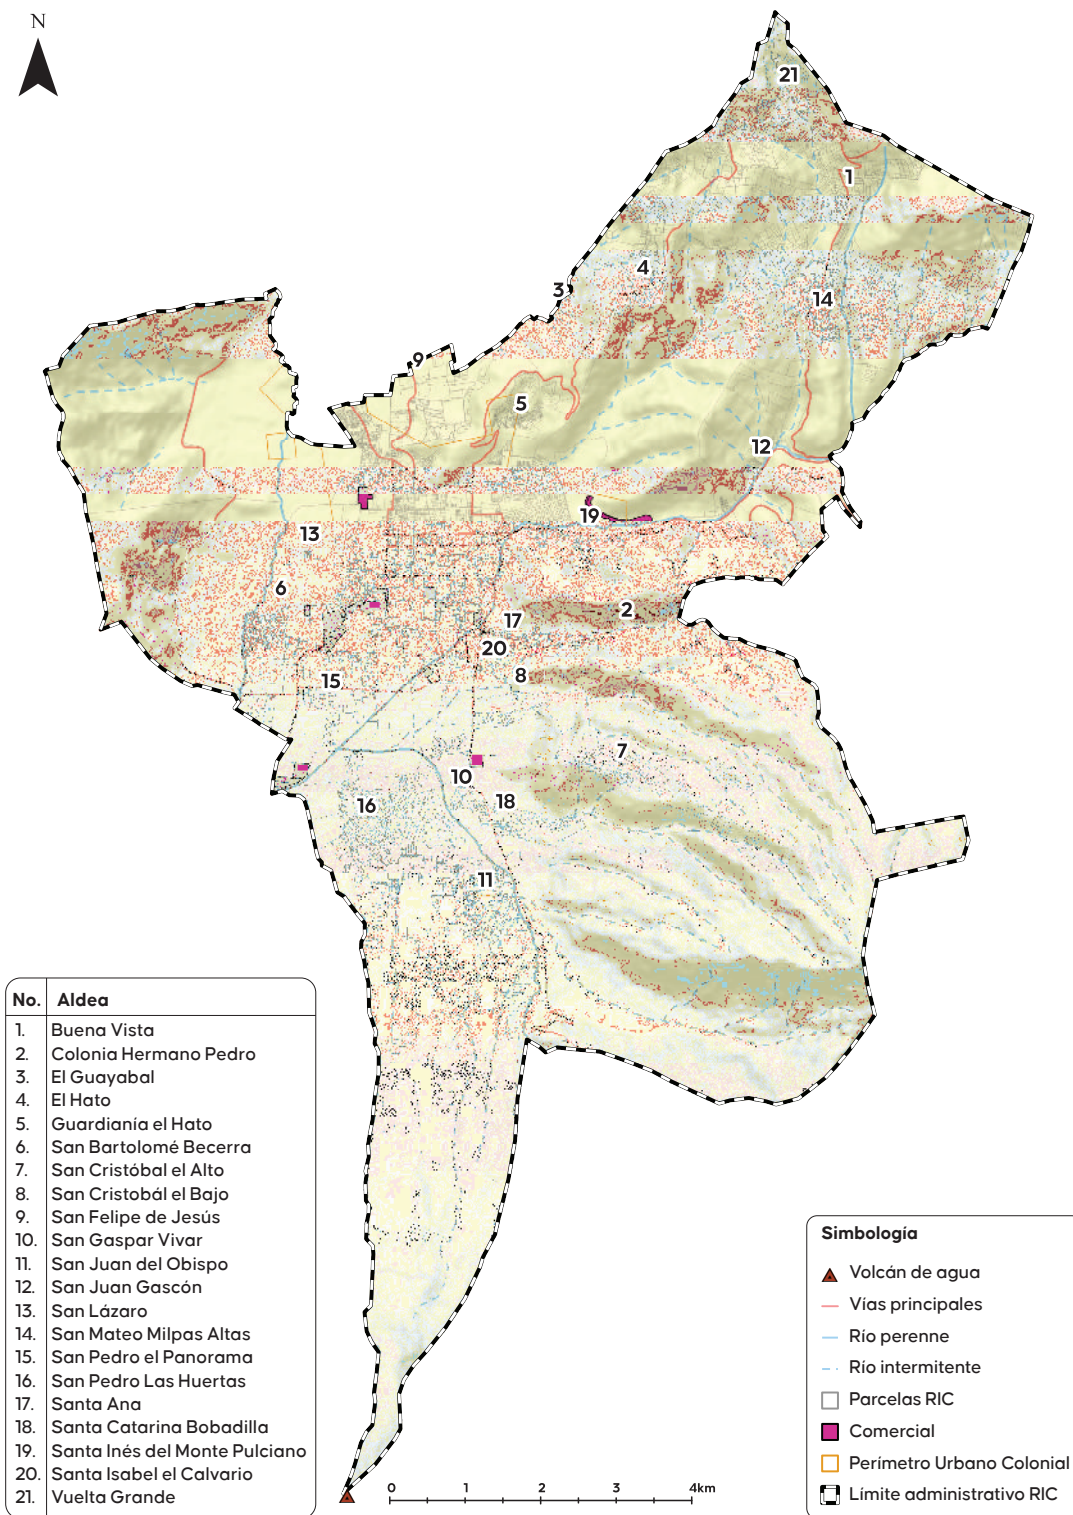 N
21
1
4
3
14
9
5
12
19
13
6
2
17
20
8
15
7
10
18
16
11
No. Aldea
1. Buena Vista
2. Colonia Hermano Pedro
3. El Guayabal
4. El Hato
5. Guardianía el Hato
6. San Bartolomé Becerra
7. San Cristóbal el Alto
8. San Cristobál el Bajo
9. San Felipe de Jesús
10. San Gaspar Vivar
11. San Juan del Obispo
12. San Juan Gascón
13. San Lázaro
14. San Mateo Milpas Altas
15. San Pedro el Panorama
16. San Pedro Las Huertas
17. Santa Ana
18. Santa Catarina Bobadilla
19. Santa Inés del Monte Pulciano
20. Santa Isabel el Calvario
21. Vuelta Grande
0 1 2 3 4km
Simbología
Volcán de agua
Vías principales
Río perenne
Río intermitente
Parcelas RIC
Comercial
Perímetro Urbano Colonial
Límite administrativo RIC